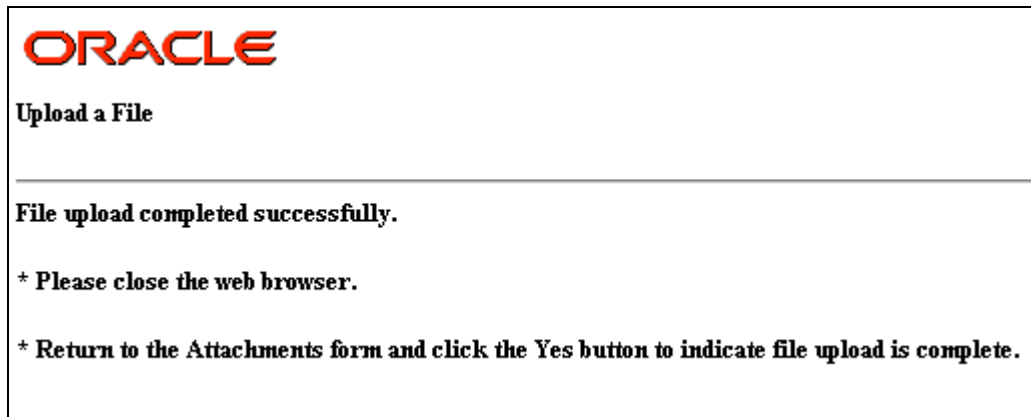 ORACLE
Upload a File
File upload completed successfully.
* Please close the web browser.
* Return to the Attachments form and click the Yes button to indicate file upload is complete.